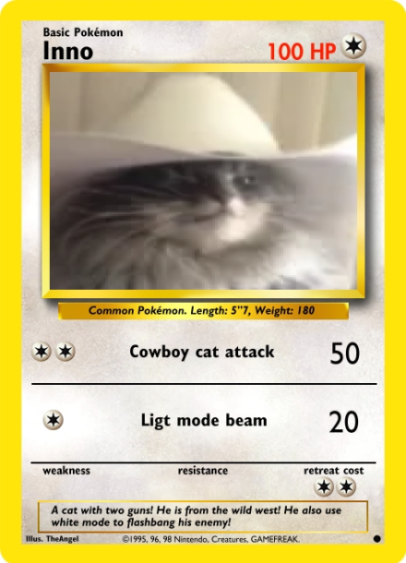 Basic Pokémon
Inno 100 HP
Common Pokémon. Length: 5"7, Weight: 180
Cowboy cat attack 50
Ligt mode beam 20
weakness resistance retreat cost
A cat with two guns! He is from the wild west! He also use
white mode to flashbang his enemy!
Illus. TheAngel ©1995, 96, 98 Nintendo, Creatures, GAMEFREAK.